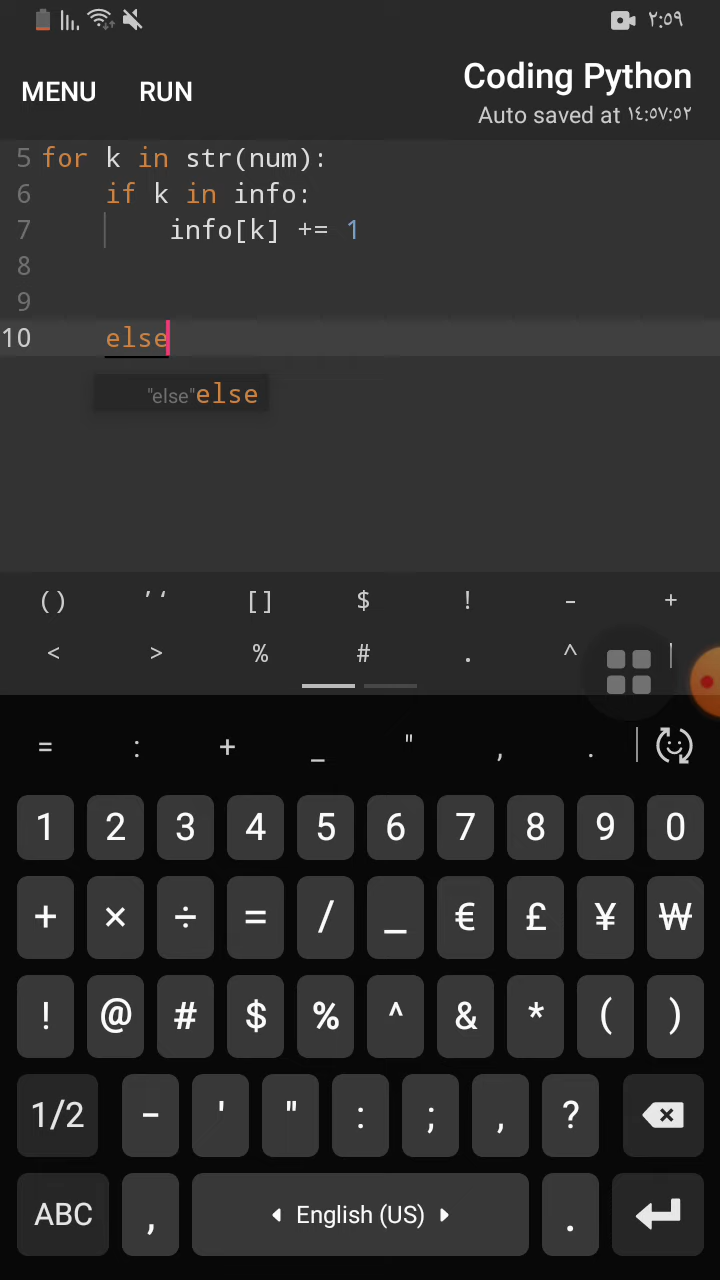 ٢:٥٩
MENU RUN Coding Python
Auto saved at ١٤:٥٧:٥٢
5 for k in str(num):
6 if k in info:
7 info[k] += 1
8
9
10 else
"else"else
() ’‘ [] $ ! - +
< > % # . ^ |
= : + _ " , .
1 2 3 4 5 6 7 8 9 0
+ × ÷ = / _ € £ ¥ ₩
! @ # $ % ^ & * ( )
1/2 - ' " : ; , ?
ABC , English (US) .